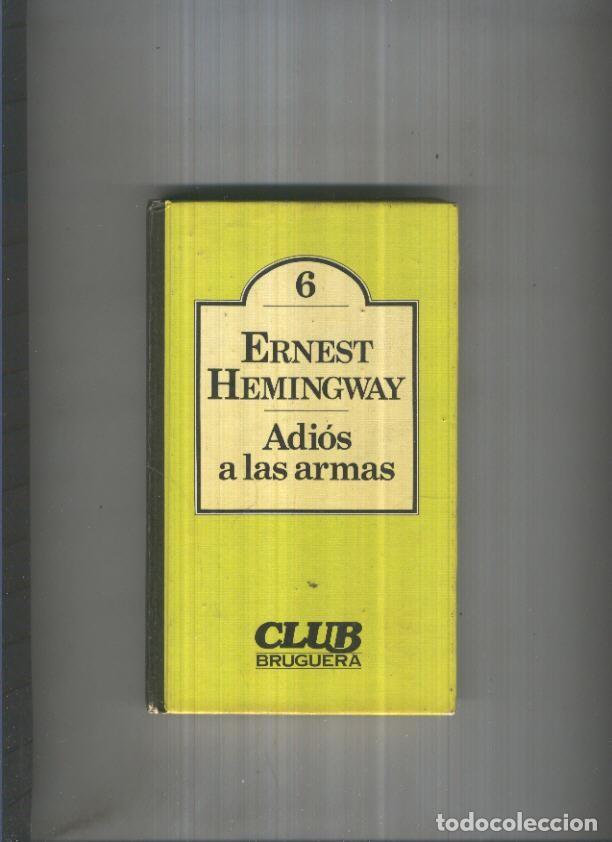 6
ERNEST
HEMINGWAY
Adiós
a las armas
CLUB
BRUGUERA
todocoleccion